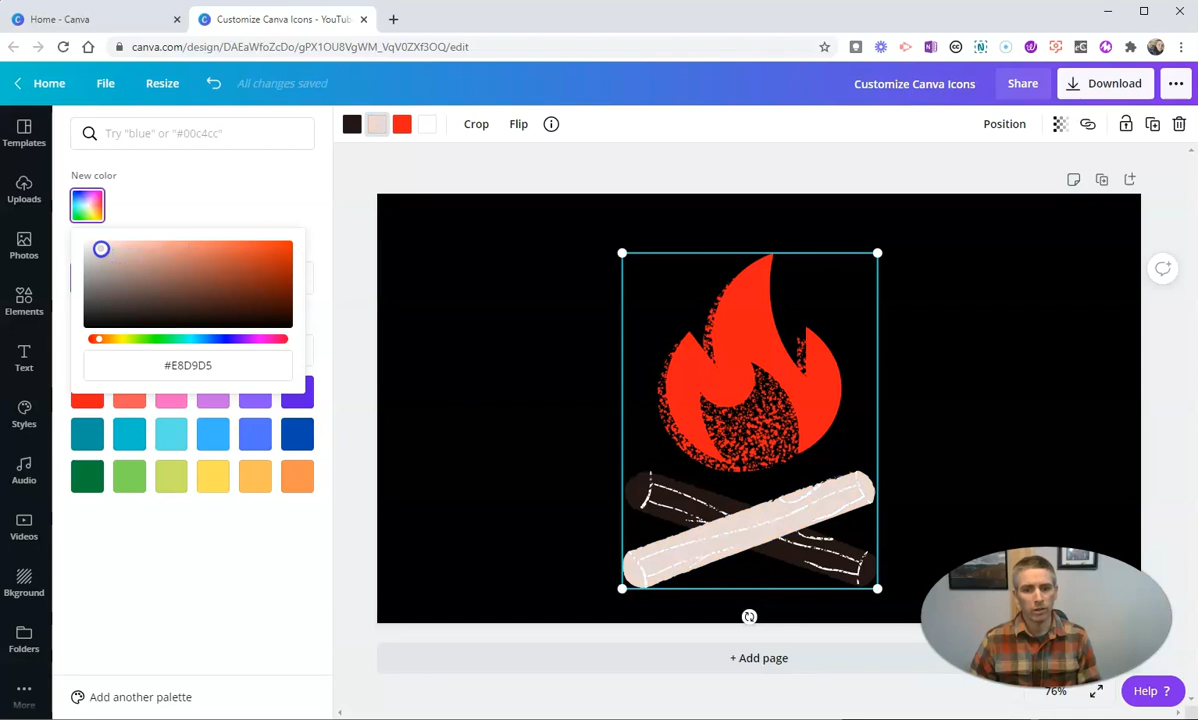 Home - Canva
Customize Canva Icons - YouTub
canva.com/design/DAEaWfoZcDo/gPX1OU8VgWM_VqV0ZXf3OQ/edit
Home
File
Resize
All changes saved
Customize Canva Icons
Share
Download
Templates
Try "blue" or "#00c4cc"
Crop
Flip
Position
New color
Uploads
Photos
Elements
#E8D9D5
Text
Styles
Audio
Videos
Bkground
Folders
More
Add another palette
+ Add page
76%
Help ?